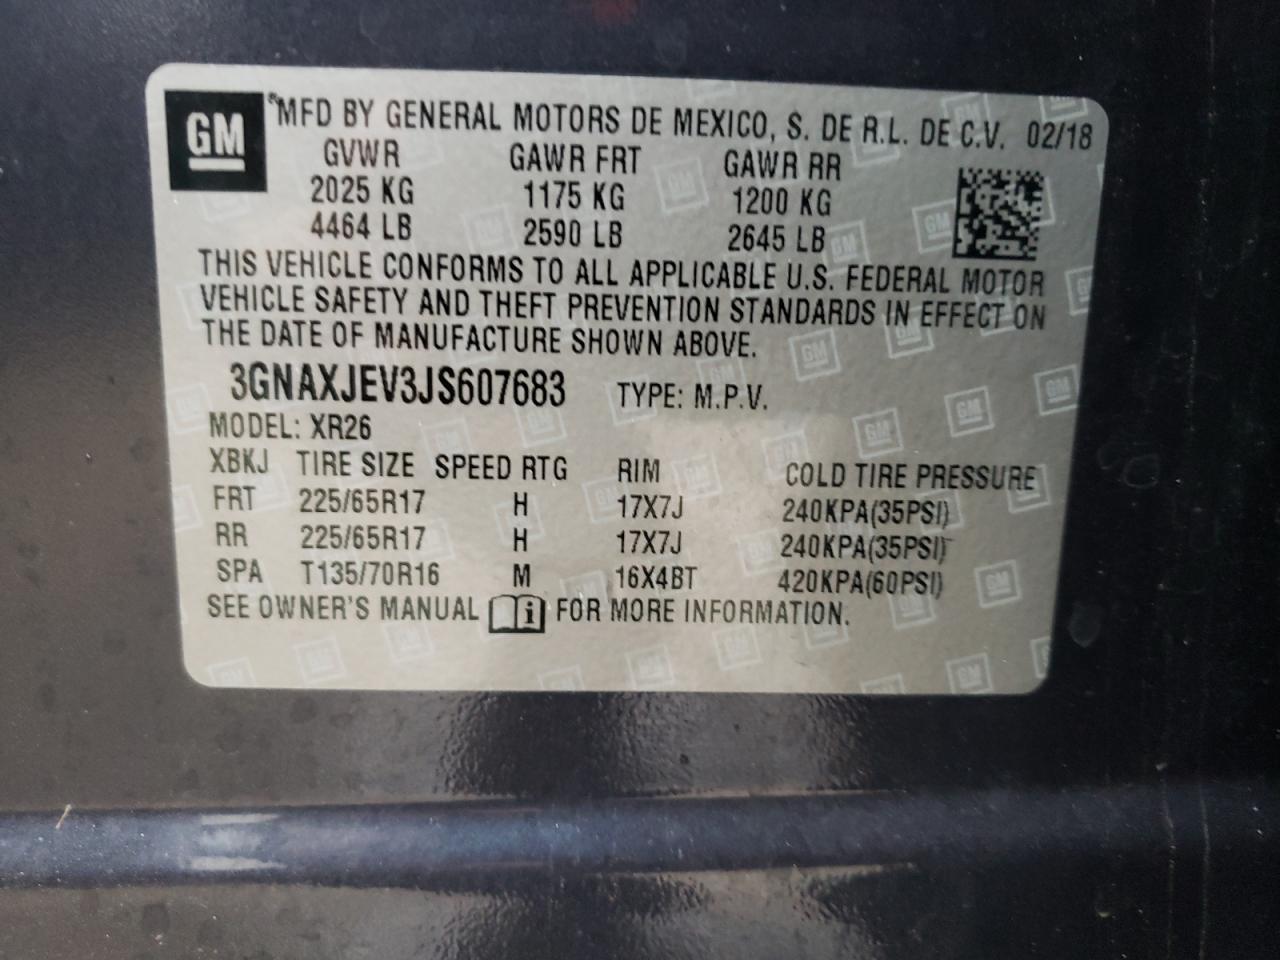 GM ® MFD BY GENERAL MOTORS DE MEXICO, S. DE R.L. DE C.V. 02/18
GVWR GAWR FRT GAWR RR
2025 KG 1175 KG 1200 KG
4464 LB 2590 LB 2645 LB
THIS VEHICLE CONFORMS TO ALL APPLICABLE U.S. FEDERAL MOTOR
VEHICLE SAFETY AND THEFT PREVENTION STANDARDS IN EFFECT ON
THE DATE OF MANUFACTURE SHOWN ABOVE.
3GNAXJEV3JS607683 TYPE: M.P.V.
MODEL: XR26
XBKJ TIRE SIZE SPEED RTG RIM COLD TIRE PRESSURE
FRT 225/65R17 H 17X7J 240KPA(35PSI)
RR 225/65R17 H 17X7J 240KPA(35PSI)
SPA T135/70R16 M 16X4BT 420KPA(60PSI)
SEE OWNER'S MANUAL i FOR MORE INFORMATION.